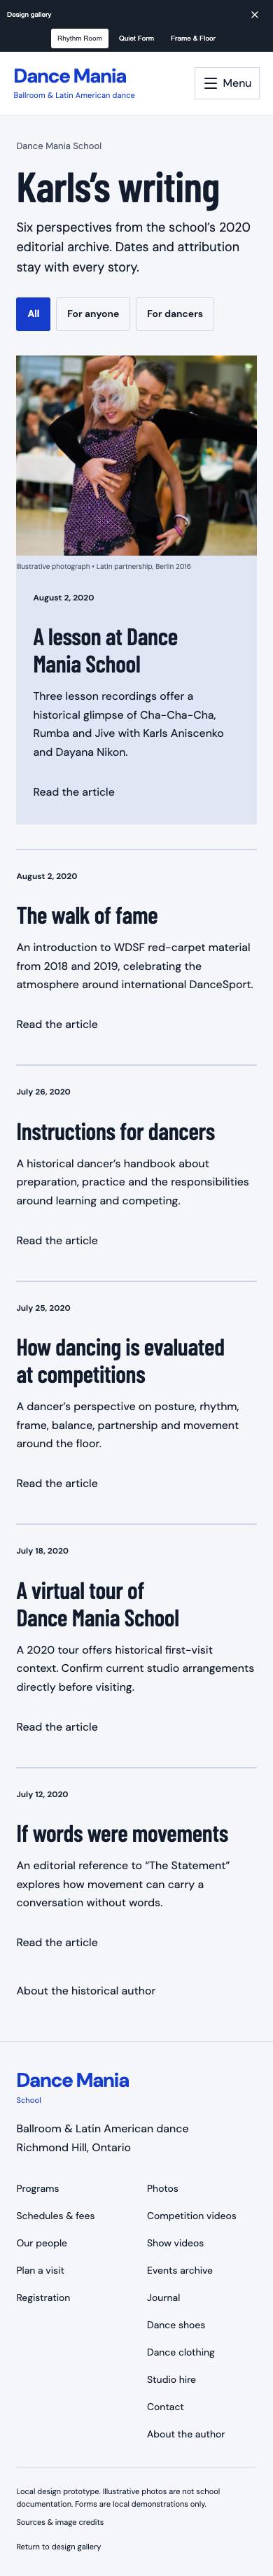 Design gallery
Rhythm Room Quiet Form Frame & Floor
Dance Mania
Ballroom & Latin American dance
Menu
Dance Mania School
Karls’s writing
Six perspectives from the school’s 2020
editorial archive. Dates and attribution
stay with every story.
All For anyone For dancers
Illustrative photograph • Latin partnership, Berlin 2016
August 2, 2020
A lesson at Dance
Mania School
Three lesson recordings offer a
historical glimpse of Cha-Cha-Cha,
Rumba and Jive with Karls Aniscenko
and Dayana Nikon.
Read the article
August 2, 2020
The walk of fame
An introduction to WDSF red-carpet material
from 2018 and 2019, celebrating the
atmosphere around international DanceSport.
Read the article
July 26, 2020
Instructions for dancers
A historical dancer’s handbook about
preparation, practice and the responsibilities
around learning and competing.
Read the article
July 25, 2020
How dancing is evaluated
at competitions
A dancer’s perspective on posture, rhythm,
frame, balance, partnership and movement
around the floor.
Read the article
July 18, 2020
A virtual tour of
Dance Mania School
A 2020 tour offers historical first-visit
context. Confirm current studio arrangements
directly before visiting.
Read the article
July 12, 2020
If words were movements
An editorial reference to “The Statement”
explores how movement can carry a
conversation without words.
Read the article
About the historical author
Dance Mania
School
Ballroom & Latin American dance
Richmond Hill, Ontario
Programs
Schedules & fees
Our people
Plan a visit
Registration
Photos
Competition videos
Show videos
Events archive
Journal
Dance shoes
Dance clothing
Studio hire
Contact
About the author
Local design prototype. Illustrative photos are not school
documentation. Forms are local demonstrations only.
Sources & image credits
Return to design gallery